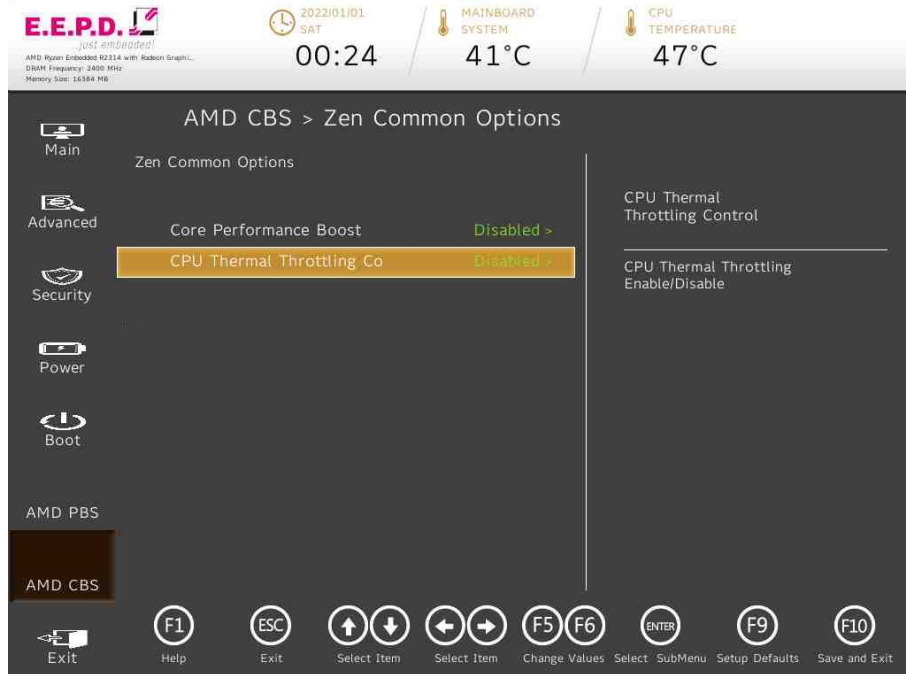 E.E.P.D.
...just embedded!
AMD Ryzen Embedded R2314 with Radeon Graphi...
DRAM Frequency: 2400 MHz
Memory Size: 16384 MB
2022/01/01
SAT
00:24
MAINBOARD
SYSTEM
41°C
CPU
TEMPERATURE
47°C
Main
Advanced
Security
Power
Boot
AMD PBS
AMD CBS
Exit
AMD CBS > Zen Common Options
Zen Common Options
Core Performance Boost Disabled >
CPU Thermal Throttling Co Disabled >
CPU Thermal
Throttling Control
CPU Thermal Throttling
Enable/Disable
F1 ESC F5 F6 ENTER F9 F10
Help Exit Select Item Select Item Change Values Select SubMenu Setup Defaults Save and Exit